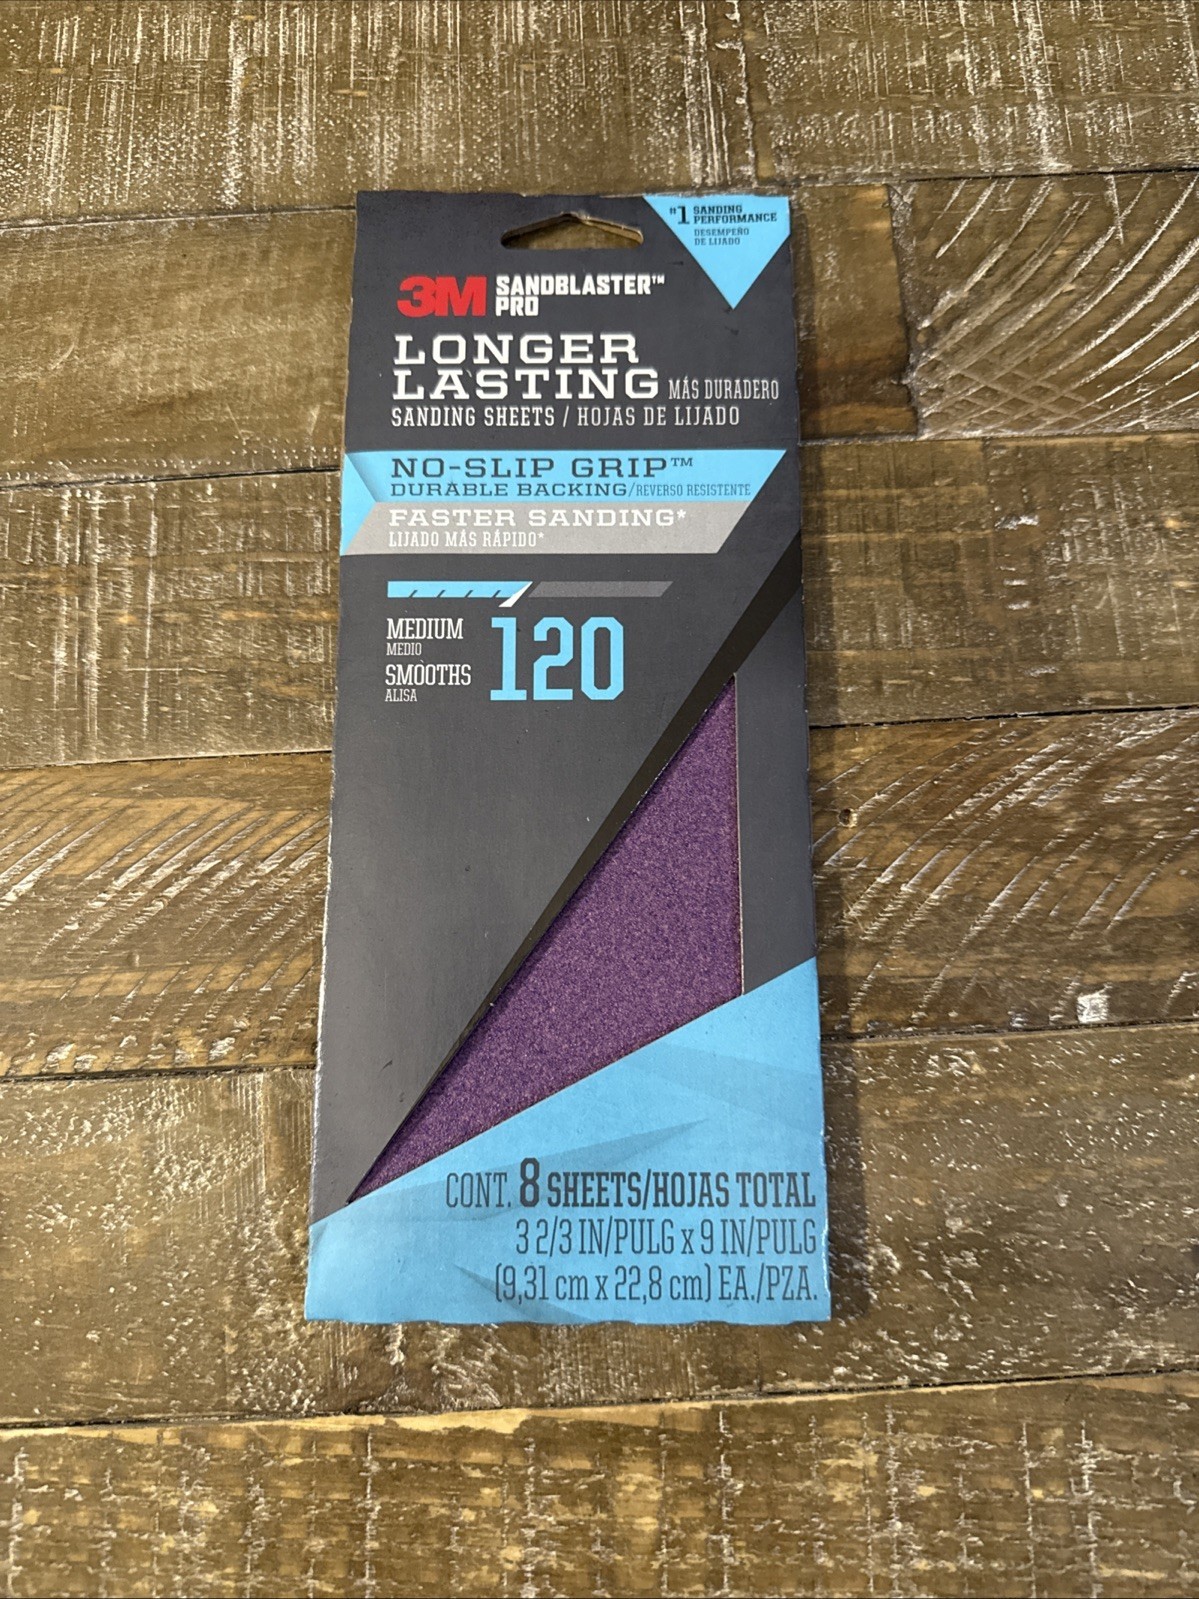 #1 SANDING
PERFORMANCE
DESEMPEÑO
DE LIJADO
3M SANDBLASTER™
PRO
LONGER
LASTING MÁS DURADERO
SANDING SHEETS / HOJAS DE LIJADO
NO-SLIP GRIP™
DURABLE BACKING/REVERSO RESISTENTE
FASTER SANDING*
LIJADO MÁS RÁPIDO*
MEDIUM
MEDIO
SMOOTHS
ALISA
120
CONT. 8 SHEETS/HOJAS TOTAL
3 2/3 IN/PULG x 9 IN/PULG
(9,31 cm x 22,8 cm) EA./PZA.